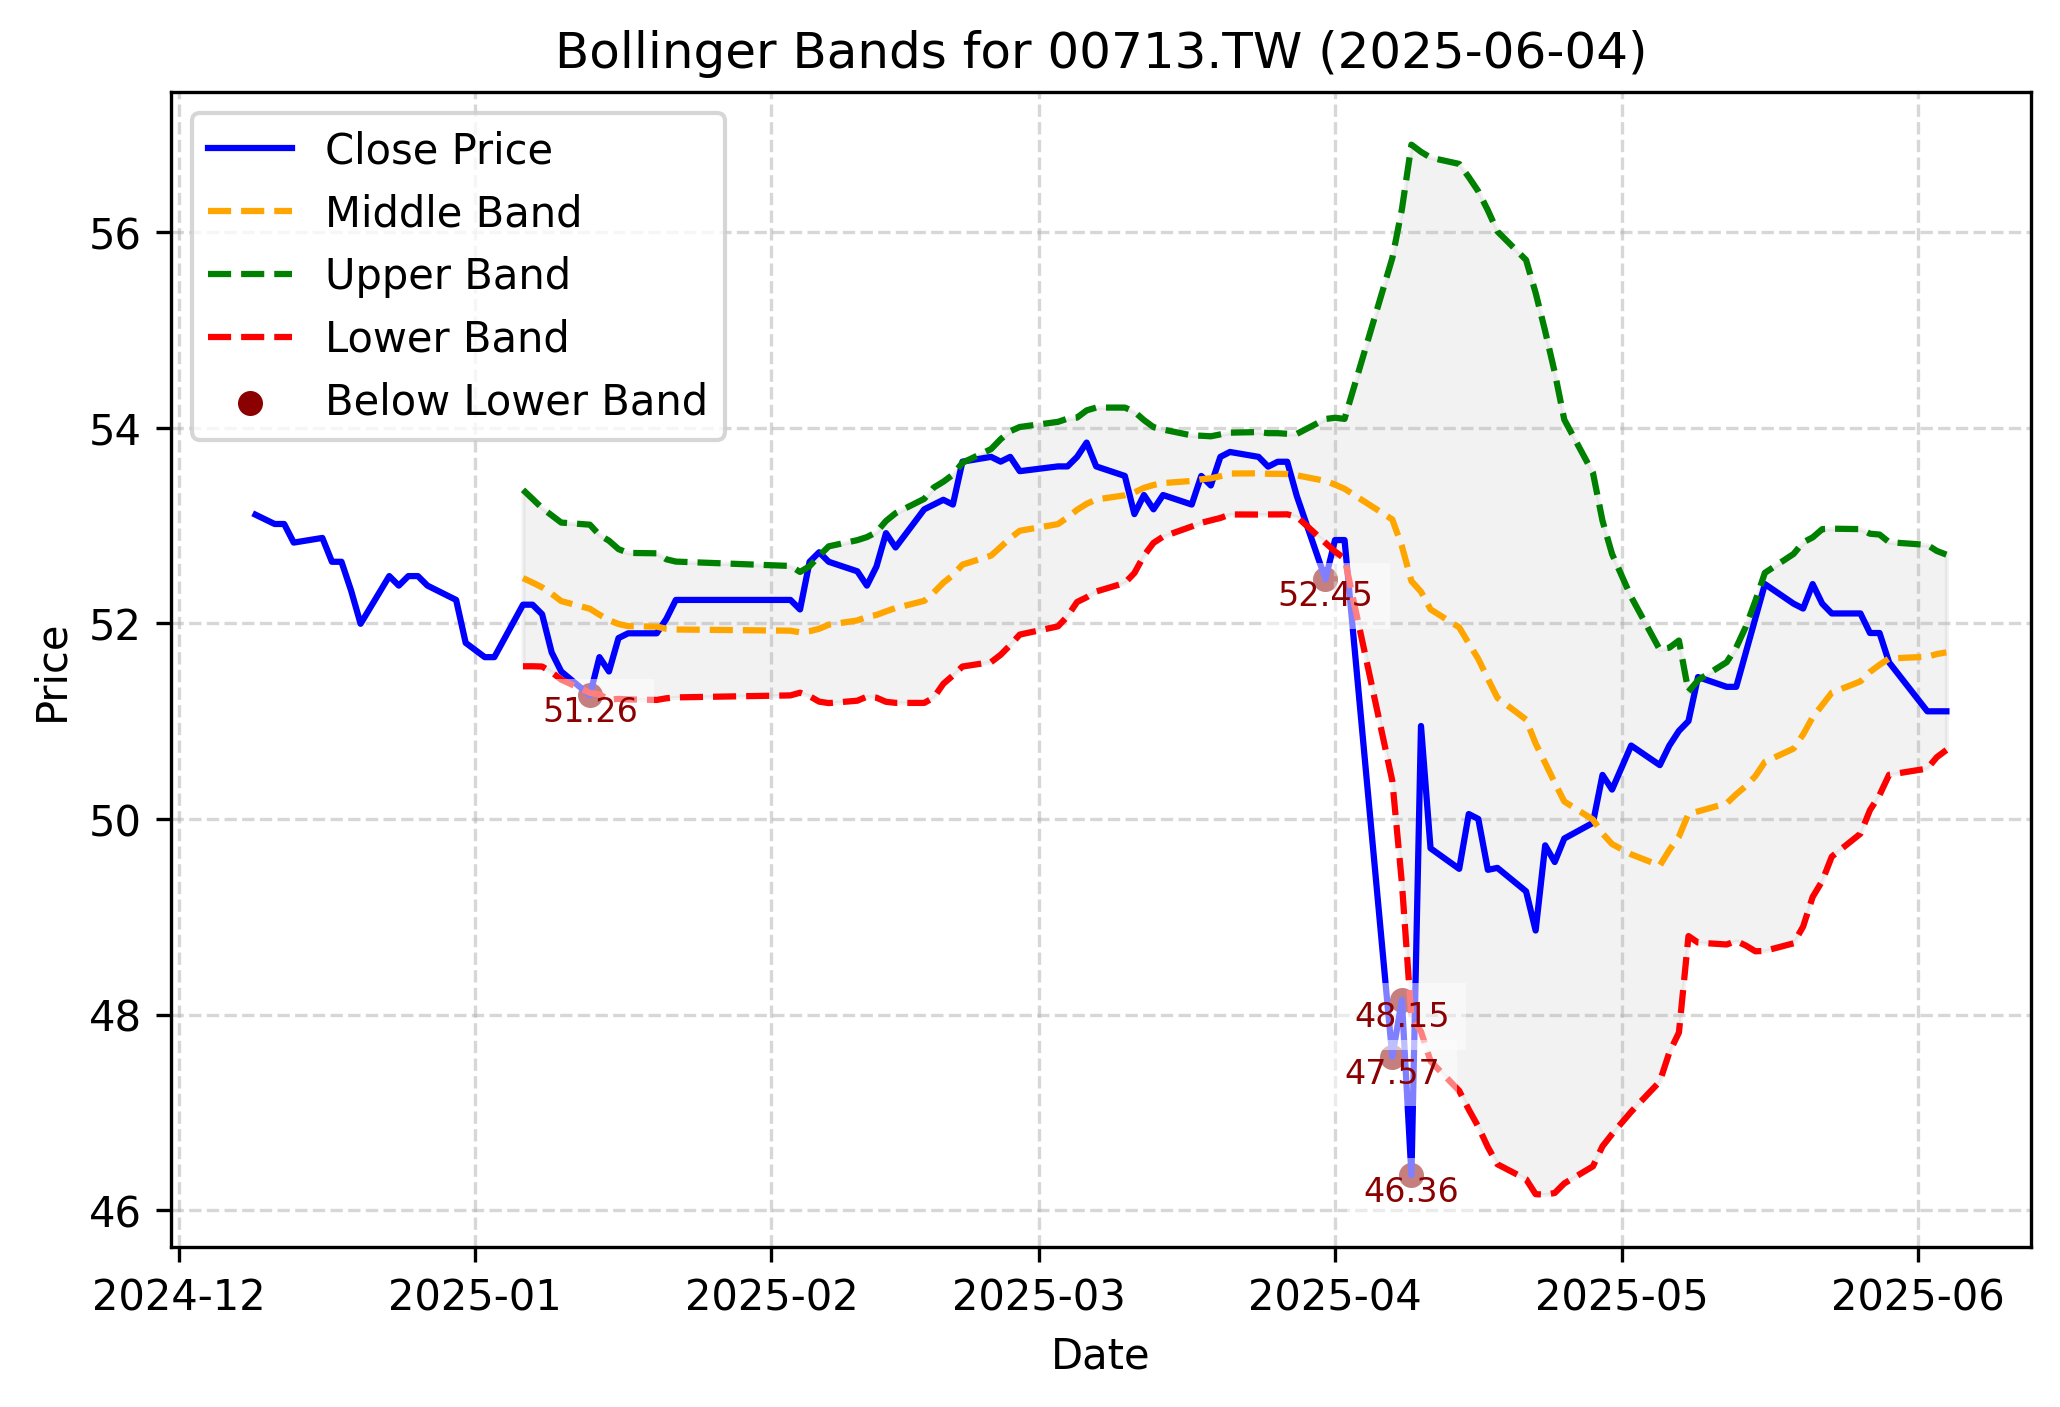 Bollinger Bands for 00713.TW (2025-06-04)
Close Price
Middle Band
Upper Band
Lower Band
Below Lower Band
Price
56
54
52
50
48
46
51.26
52.45
48.15
47.57
46.36
2024-12
2025-01
2025-02
2025-03
2025-04
2025-05
2025-06
Date